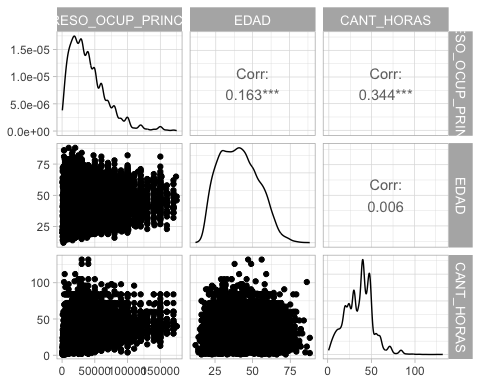 RESO_OCUP_PRINC EDAD CANT_HORAS
1.5e-05
1.0e-05
5.0e-06
0.0e+00
Corr:
0.163***
Corr:
0.344***
SO_OCUP_PRIN
75
50
25
Corr:
0.006
EDAD
100
50
0
CANT_HORAS
0 50000 100000 150000
25 50 75
0 50 100